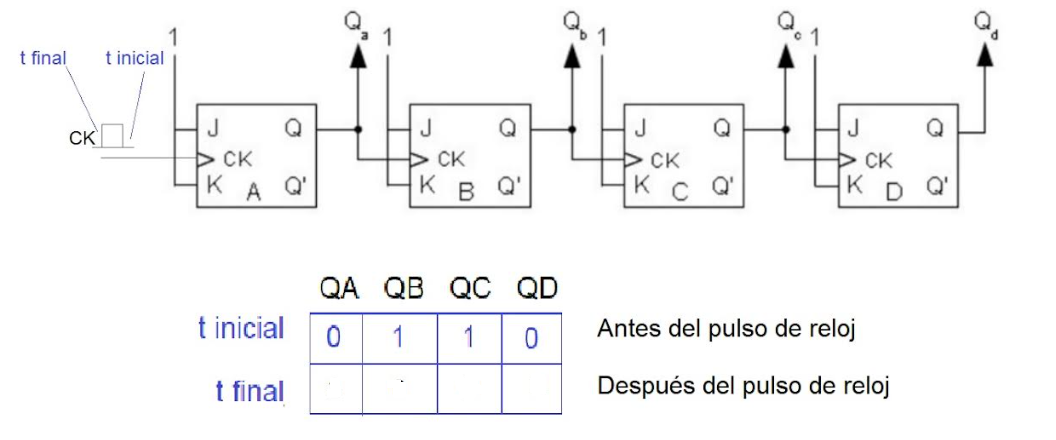 1 Qa 1 Qb 1 Qc 1 Qd
t final t inicial
J Q J Q J Q J Q
CK CK CK CK CK
K A Q' K B Q' K C Q' K D Q'
QA QB QC QD
t inicial 0 1 1 0 Antes del pulso de reloj
t final Después del pulso de reloj